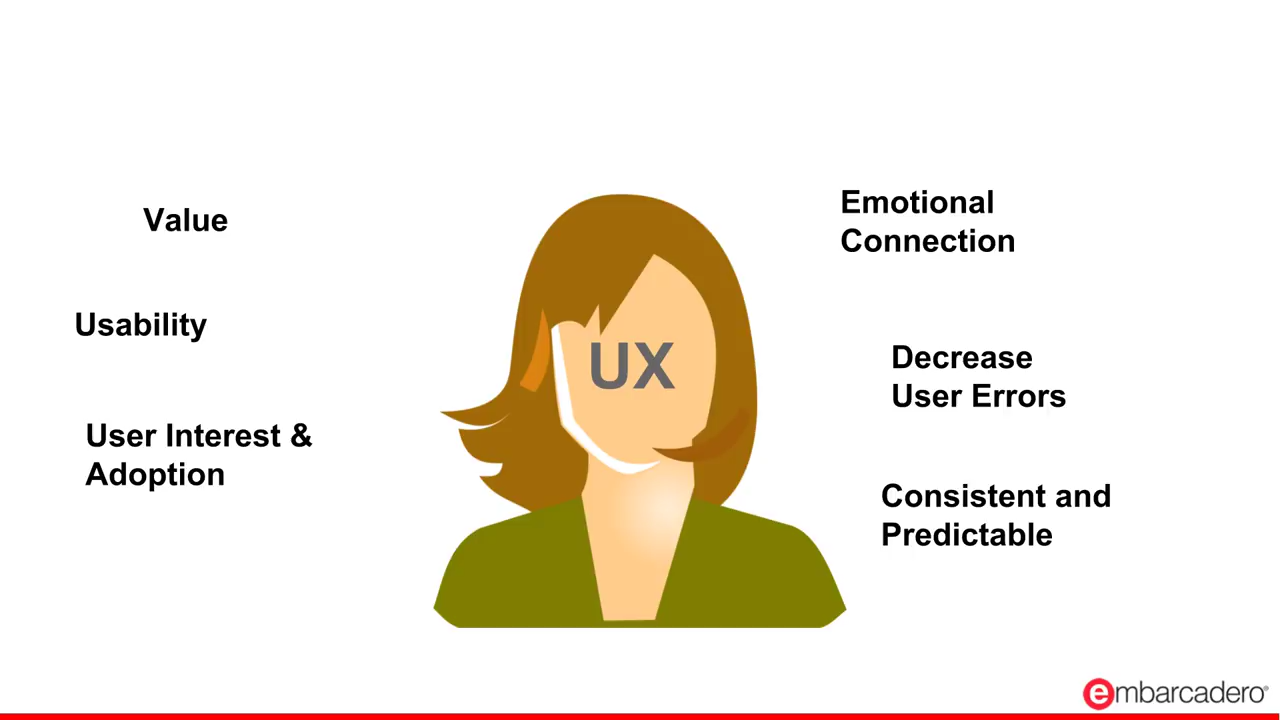 Value
Usability
User Interest &
Adoption
UX
Emotional
Connection
Decrease
User Errors
Consistent and
Predictable
embarcadero®